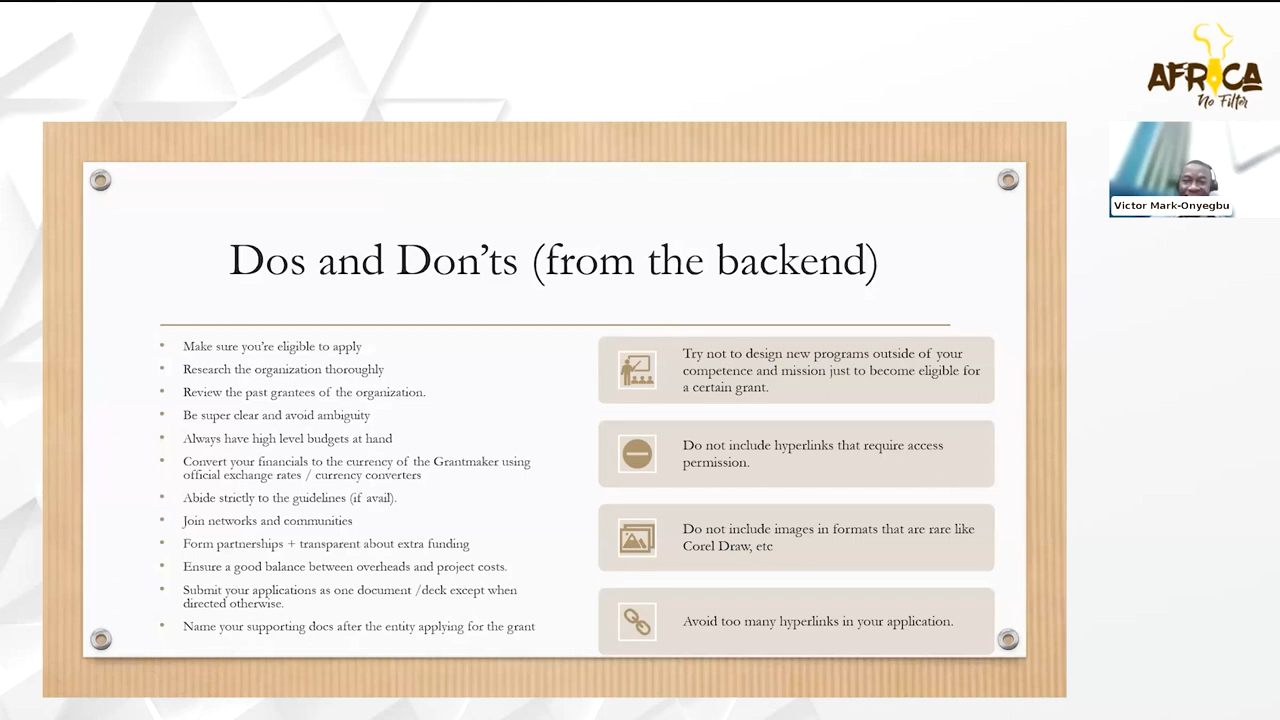 AFRICA
No Filter
Victor Mark-Onyegbu
Dos and Don'ts (from the backend)
• Make sure you're eligible to apply
• Research the organization thoroughly
• Review the past grantees of the organization.
• Be super clear and avoid ambiguity
• Always have high level budgets at hand
• Convert your financials to the currency of the Grantmaker using
official exchange rates / currency converters
• Abide strictly to the guidelines (if avail).
• Join networks and communities
• Form partnerships + transparent about extra funding
• Ensure a good balance between overheads and project costs.
• Submit your applications as one document /deck except when
directed otherwise.
• Name your supporting docs after the entity applying for the grant
Try not to design new programs outside of your
competence and mission just to become eligible for
a certain grant.
Do not include hyperlinks that require access
permission.
Do not include images in formats that are rare like
Corel Draw, etc
Avoid too many hyperlinks in your application.